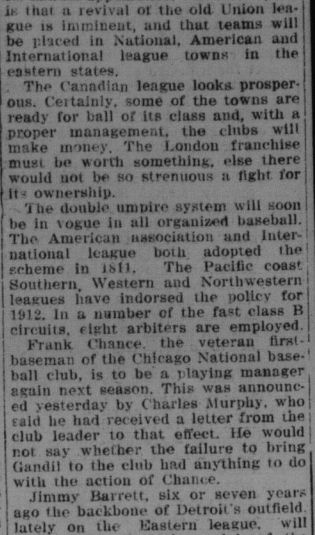 is that a revival of the old Union lea-
gue is imminent, and that teams will
be placed in National, American and
International league towns in the
eastern states.
The Canadian league looks prosper-
ous. Certainly, some of the towns are
ready for ball of its class and, with a
proper management, the clubs will
make money. The London franchise
must be worth something, else there
would not be so strenuous a fight for
its ownership.
The double umpire system will soon
be in vogue in all organized baseball.
The American association and Inter-
national league both adopted the
scheme in 1811. The Pacific coast
Southern, Western and Northwestern
leagues have indorsed the policy for
1912. In a number of the fast class B
circuits, eight arbiters are employed.
Frank Chance, the veteran first-
baseman of the Chicago National base-
ball club, is to be a playing manager
again next season. This was announc-
ed yesterday by Charles Murphy, who
said he had received a letter from the
club leader to that effect. He would
not say whether the failure to bring
Gandil to the club had anything to do
with the action of Chance.
Jimmy Barrett, six or seven years
ago the backbone of Detroit's outfield,
lately on the Eastern league, will